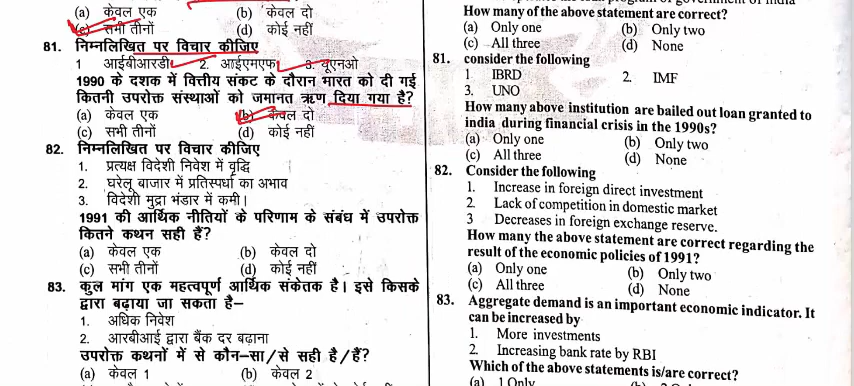 (a) केवल एक (b) केवल दो
(c) सभी तीनों (d) कोई नहीं
81. निम्नलिखित पर विचार कीजिए
1 आईबीआरडी 2. आईएमएफ 3. यूएनओ
1990 के दशक में वित्तीय संकट के दौरान भारत को दी गई
कितनी उपरोक्त संस्थाओं को जमानत ऋण दिया गया है?
(a) केवल एक (b) केवल दो
(c) सभी तीनों (d) कोई नहीं
82. निम्नलिखित पर विचार कीजिए
1. प्रत्यक्ष विदेशी निवेश में वृद्धि
2. घरेलू बाजार में प्रतिस्पर्धा का अभाव
3. विदेशी मुद्रा भंडार में कमी।
1991 की आर्थिक नीतियों के परिणाम के संबंध में उपरोक्त
कितने कथन सही हैं?
(a) केवल एक (b) केवल दो
(c) सभी तीनों (d) कोई नहीं
83. कुल मांग एक महत्वपूर्ण आर्थिक संकेतक है। इसे किसके
द्वारा बढ़ाया जा सकता है–
1. अधिक निवेश
2. आरबीआई द्वारा बैंक दर बढ़ाना
उपरोक्त कथनों में से कौन-सा/से सही है/हैं?
(a) केवल 1 (b) केवल 2
How many of the above statement are correct?
(a) Only one (b) Only two
(c) All three (d) None
81. consider the following
1 IBRD 2. IMF
3. UNO
How many above institution are bailed out loan granted to
india during financial crisis in the 1990s?
(a) Only one (b) Only two
(c) All three (d) None
82. Consider the following
1. Increase in foreign direct investment
2. Lack of competition in domestic market
3 Decreases in foreign exchange reserve.
How many the above statement are correct regarding the
result of the economic policies of 1991?
(a) Only one (b) Only two
(c) All three (d) None
83. Aggregate demand is an important economic indicator. It
can be increased by
1. More investments
2. Increasing bank rate by RBI
Which of the above statements is/are correct?
(a) 1 Only